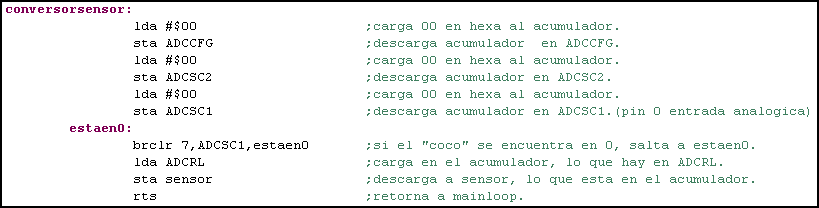 conversorsensor:
lda #$00 ;carga 00 en hexa al acumulador.
sta ADCCFG ;descarga acumulador en ADCCFG.
lda #$00 ;carga 00 en hexa al acumulador.
sta ADCSC2 ;descarga acumulador en ADCSC2.
lda #$00 ;carga 00 en hexa al acumulador.
sta ADCSC1 ;descarga acumulador en ADCSC1.(pin 0 entrada analogica)
estaen0:
brclr 7,ADCSC1,estaen0 ;si el "coco" se encuentra en 0, salta a estaen0.
lda ADCRL ;carga en el acumulador, lo que hay en ADCRL.
sta sensor ;descarga a sensor, lo que esta en el acumulador.
rts ;retorna a mainloop.